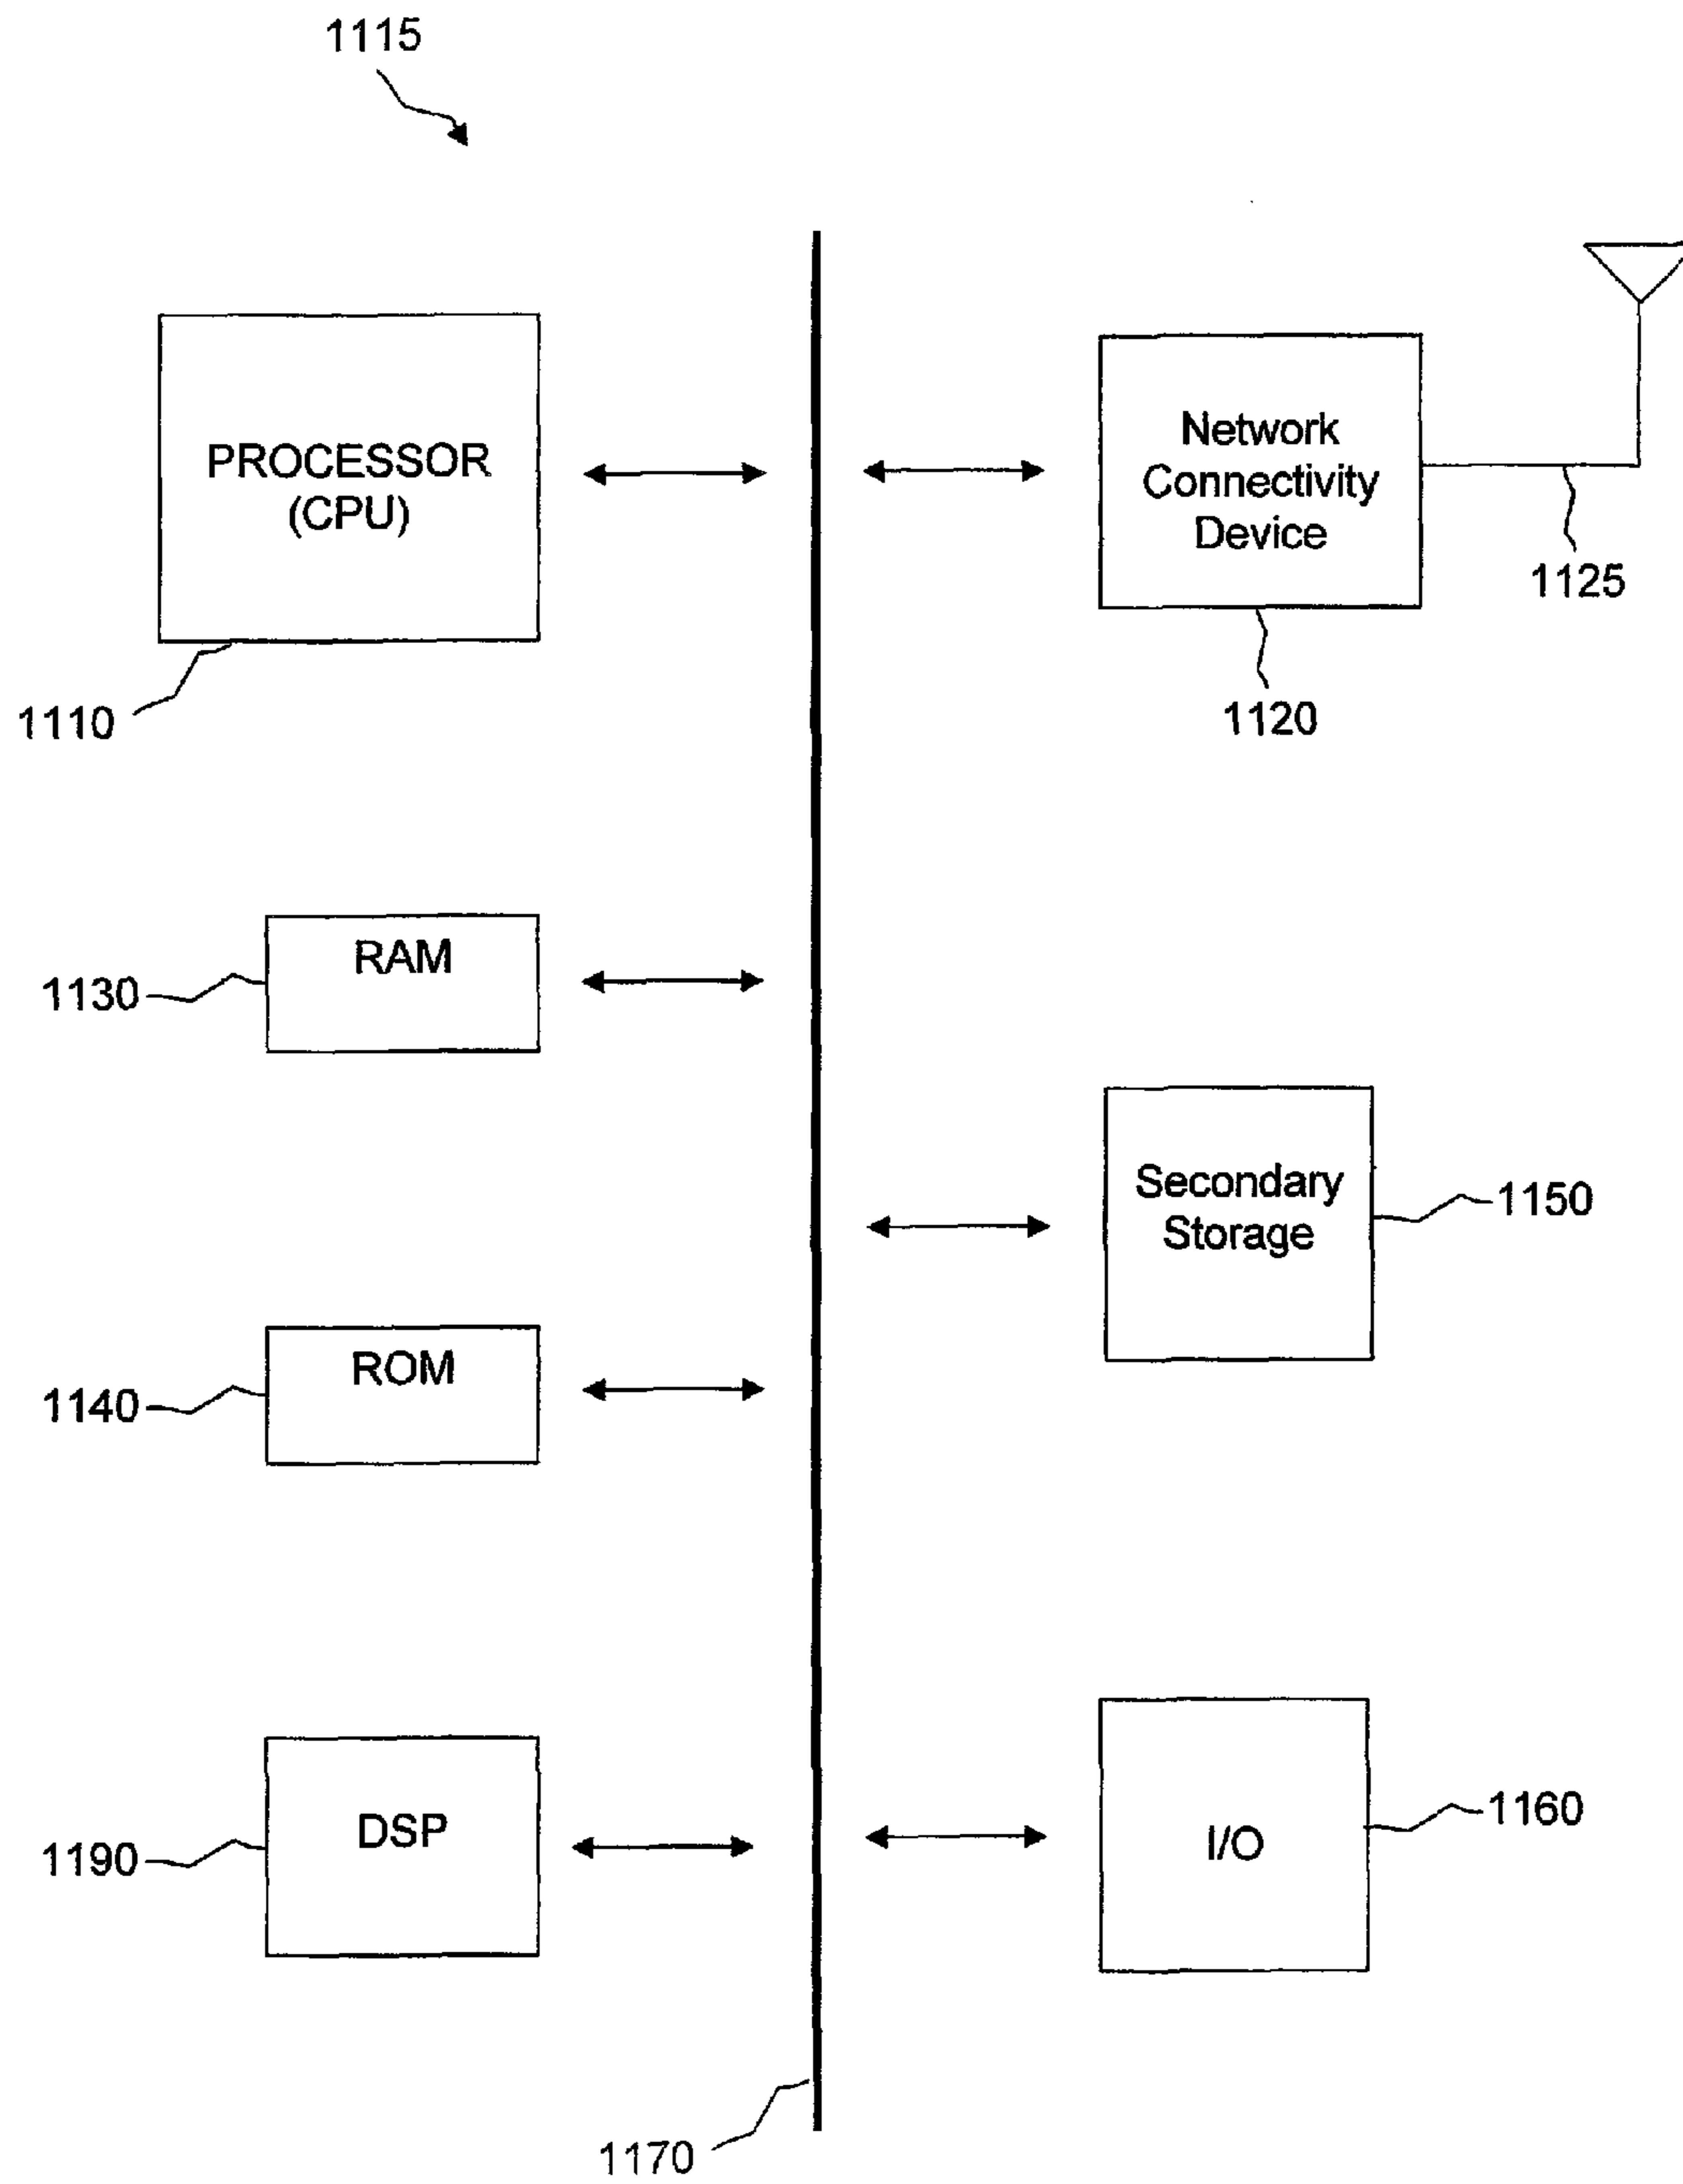 1115
PROCESSOR
(CPU)
1110
Network
Connectivity
Device
1125
1120
RAM
1130
Secondary
Storage
1150
ROM
1140
DSP
1190
I/O
1160
1170